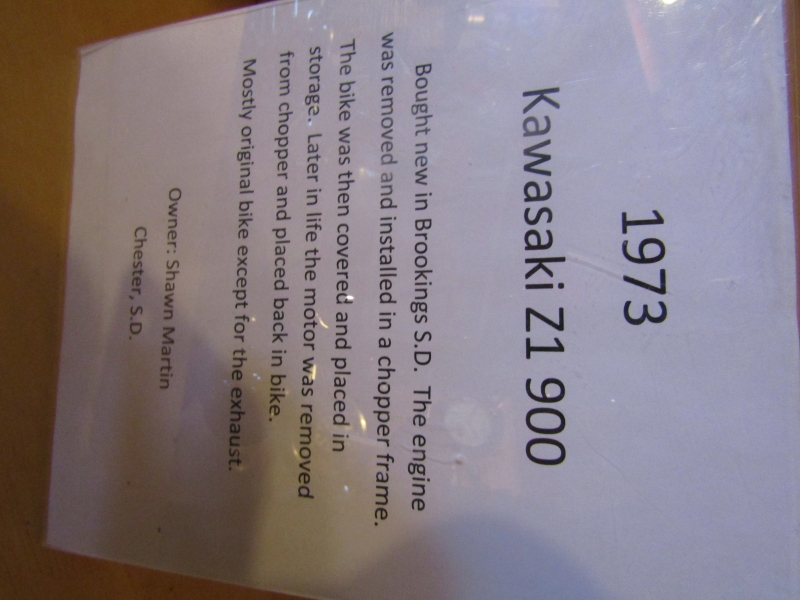 1973
Kawasaki Z1 900
Bought new in Brookings S.D. The engine
was removed and installed in a chopper frame.
The bike was then covered and placed in
storage. Later in life the motor was removed
from chopper and placed back in bike.
Mostly original bike except for the exhaust.
Owner: Shawn Martin
Chester, S.D.